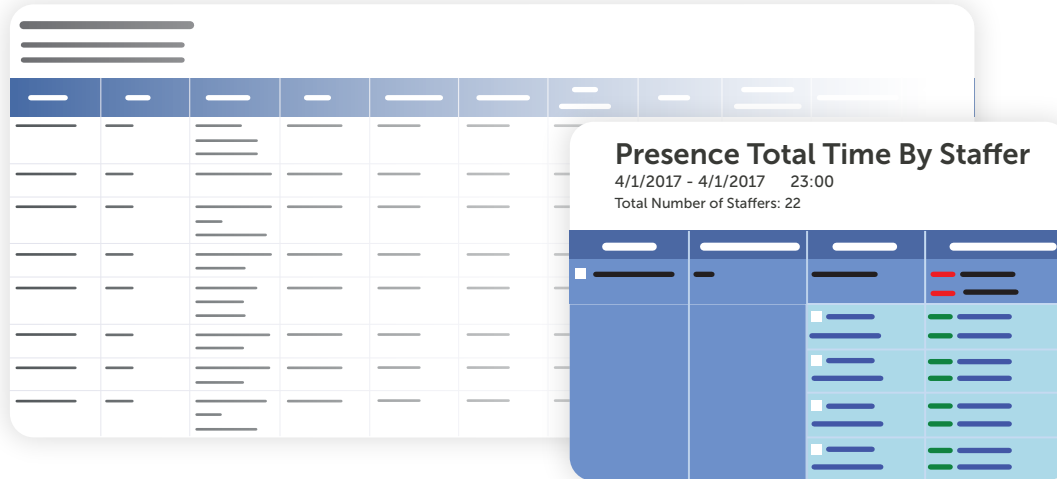 Presence Total Time By Staffer
4/1/2017 - 4/1/2017 23:00
Total Number of Staffers: 22